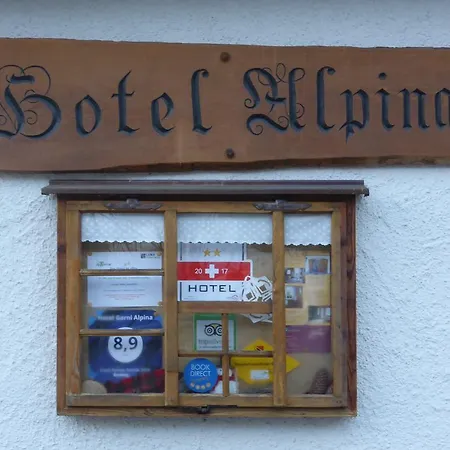 Hotel Alpina
20 17
HOTEL
Hotel Garni Alpina
8,9
BOOK
DIRECT